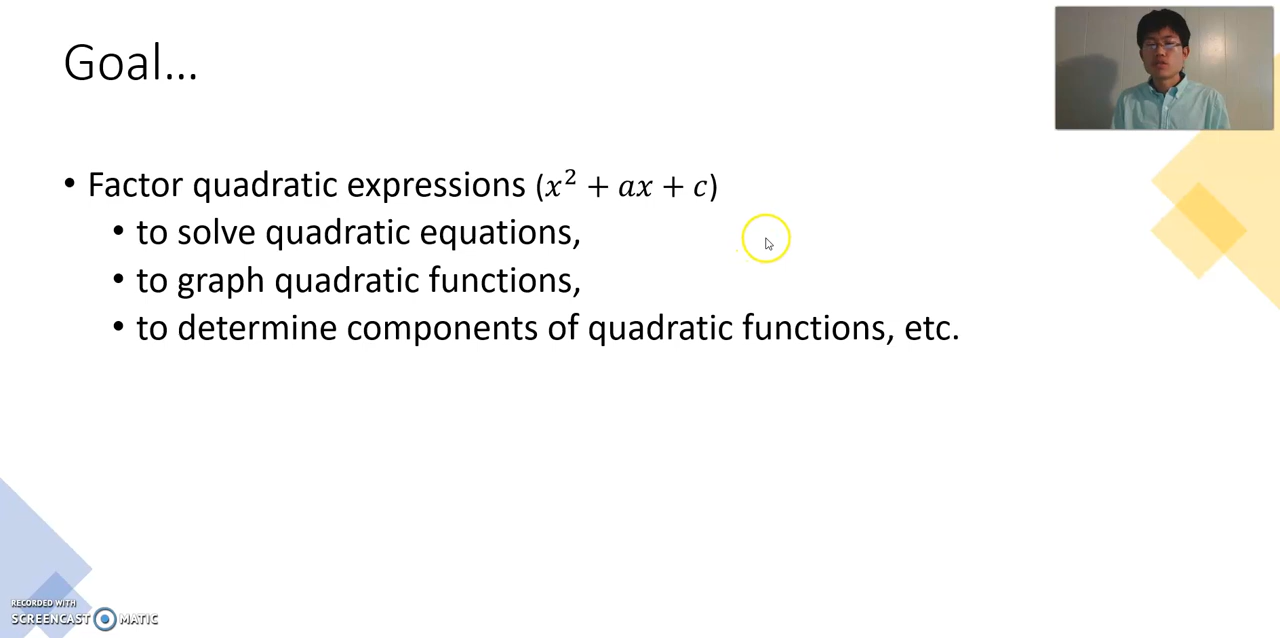 Goal...
• Factor quadratic expressions (𝑥² + 𝑎𝑥 + 𝑐)
• to solve quadratic equations,
• to graph quadratic functions,
• to determine components of quadratic functions, etc.
RECORDED WITH
SCREENCAST MATIC